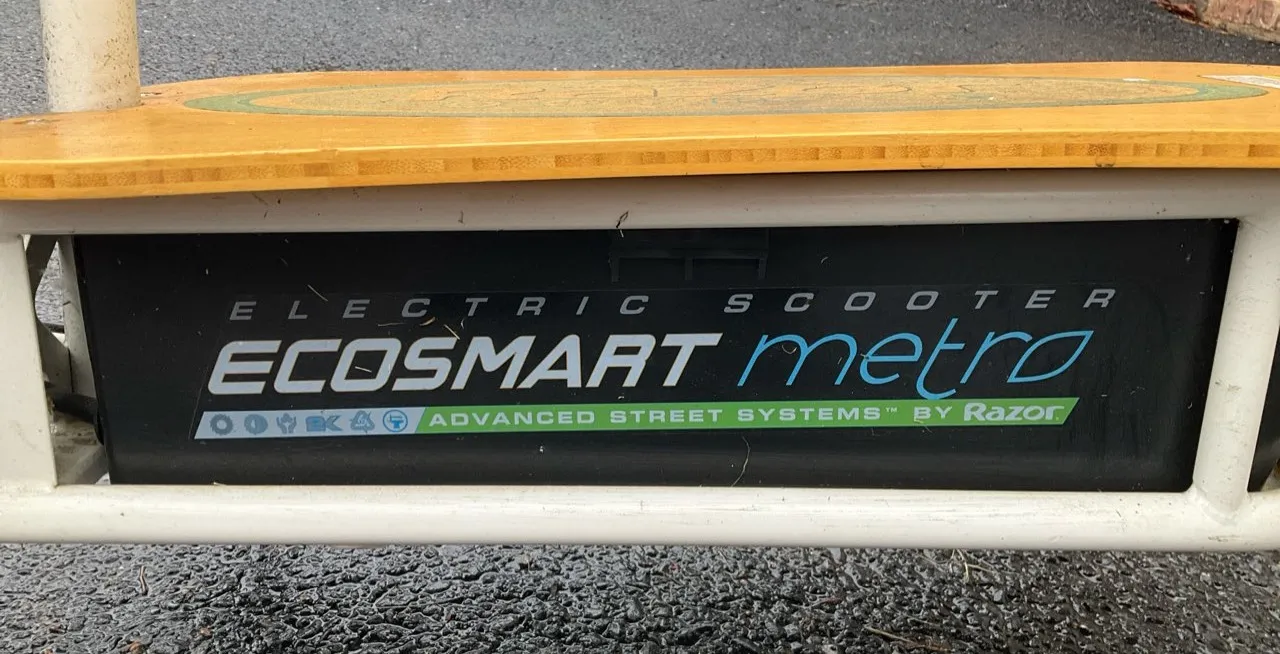 ELECTRIC SCOOTER
ECOSMART metro
ADVANCED STREET SYSTEMS™ BY Razor